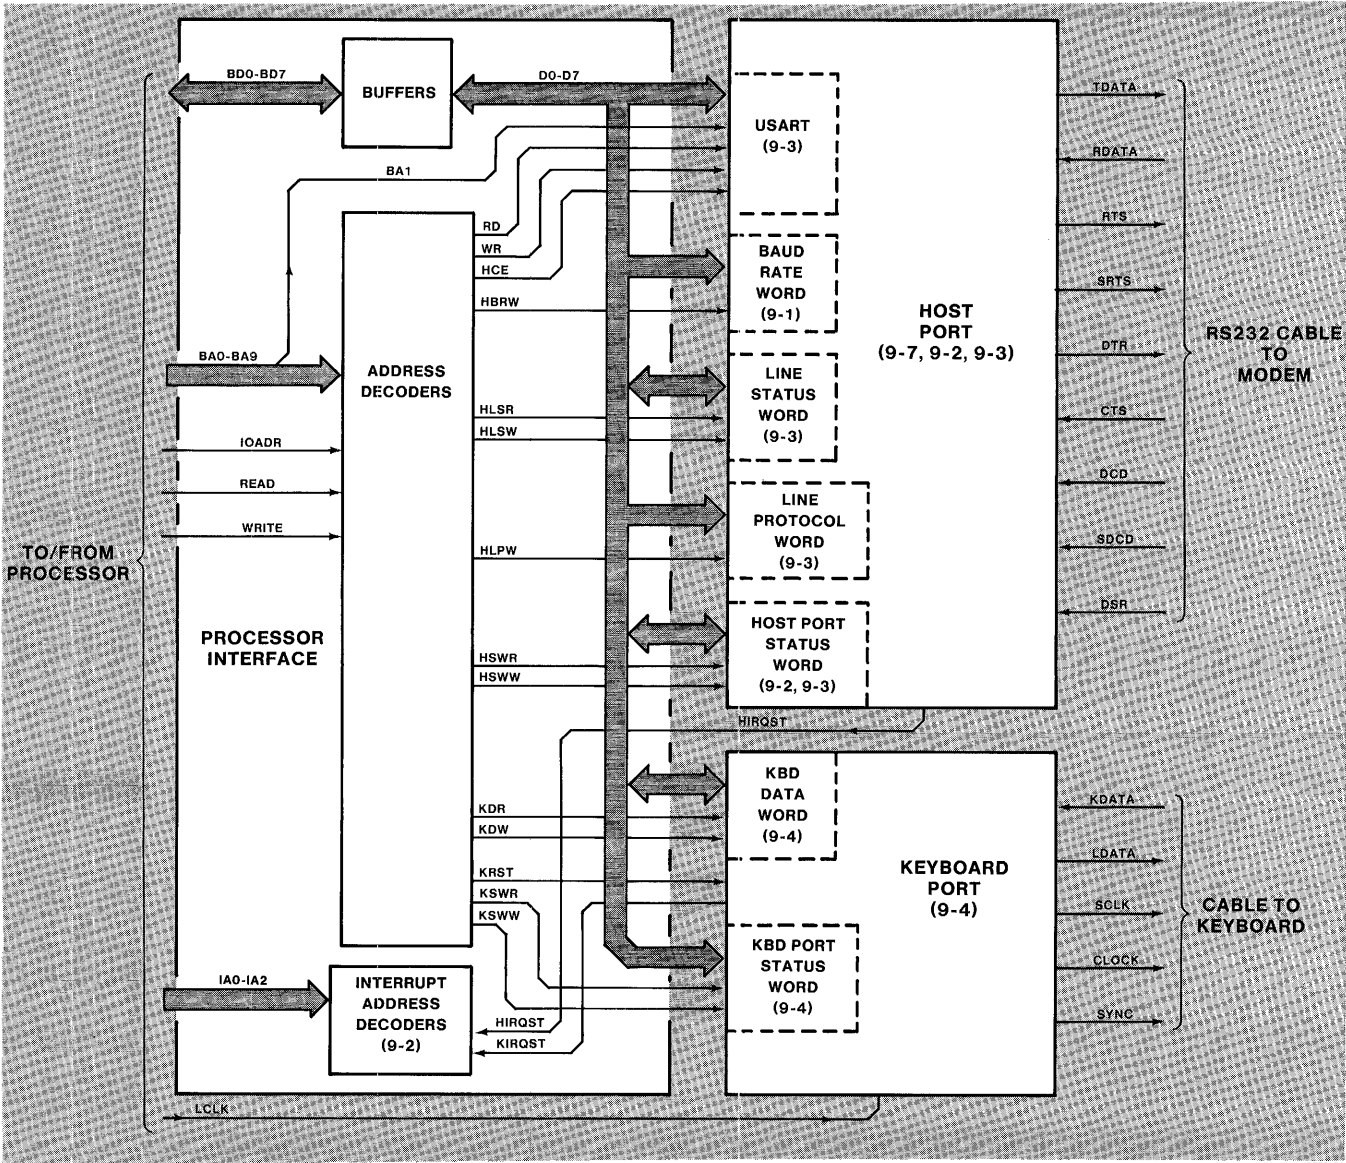 BD0-BD7
BUFFERS
D0-D7
BA1
USART
(9-3)
TDATA
RDATA
RTS
SRTS
DTR
CTS
DCD
SDCD
DSR
RS232 CABLE
TO
MODEM
RD
WR
HCE
HBRW
BAUD
RATE
WORD
(9-1)
HOST
PORT
(9-7, 9-2, 9-3)
BA0-BA9
ADDRESS
DECODERS
IOADR
READ
WRITE
HLSR
HLSW
LINE
STATUS
WORD
(9-3)
TO/FROM
PROCESSOR
HLPW
LINE
PROTOCOL
WORD
(9-3)
PROCESSOR
INTERFACE
HSWR
HSWW
HOST PORT
STATUS
WORD
(9-2, 9-3)
HIRQST
KDR
KDW
KRST
KSWR
KSWW
KBD
DATA
WORD
(9-4)
KEYBOARD
PORT
(9-4)
KDATA
LDATA
SCLK
CLOCK
SYNC
CABLE TO
KEYBOARD
KBD PORT
STATUS
WORD
(9-4)
IA0-IA2
INTERRUPT
ADDRESS
DECODERS
(9-2)
HIRQST
KIRQST
LCLK